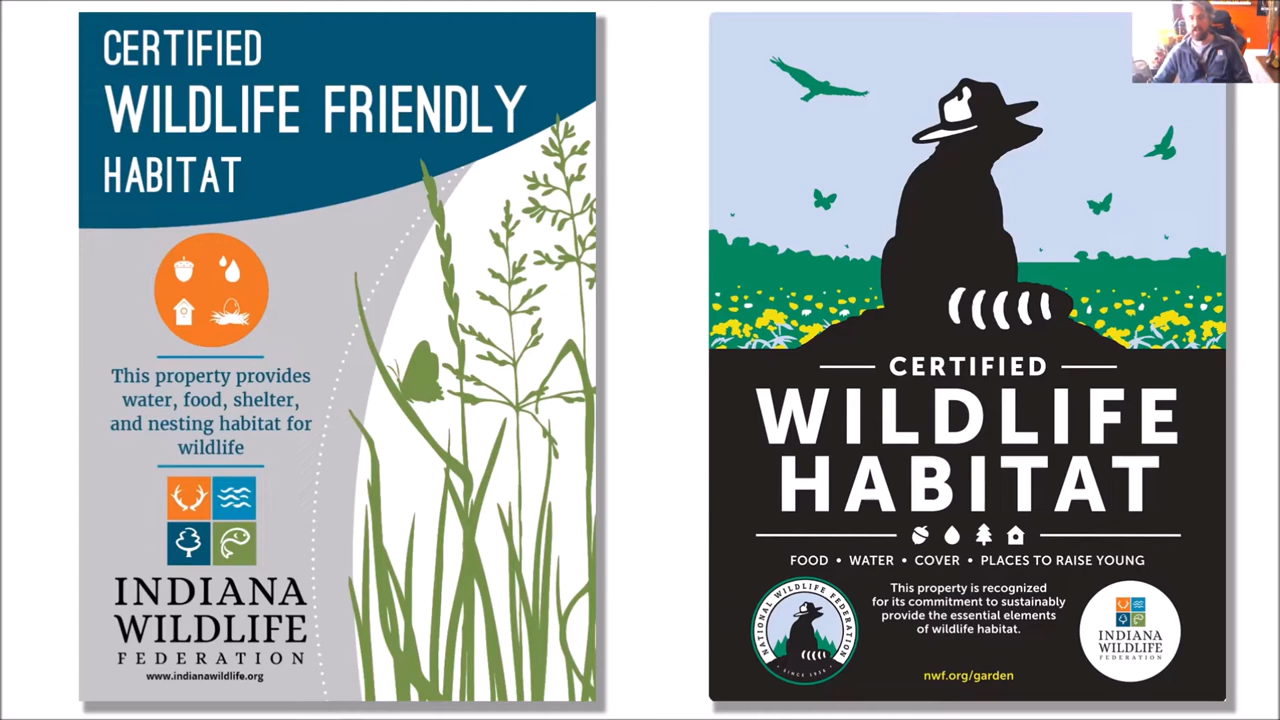 CERTIFIED
WILDLIFE FRIENDLY
HABITAT
This property provides
water, food, shelter,
and nesting habitat for
wildlife
INDIANA
WILDLIFE
FEDERATION
www.indianawildlife.org
CERTIFIED
WILDLIFE
HABITAT
FOOD • WATER • COVER • PLACES TO RAISE YOUNG
NATIONAL WILDLIFE FEDERATION
• SINCE 1936 •
This property is recognized
for its commitment to sustainably
provide the essential elements
of wildlife habitat.
nwf.org/garden
INDIANA
WILDLIFE
FEDERATION